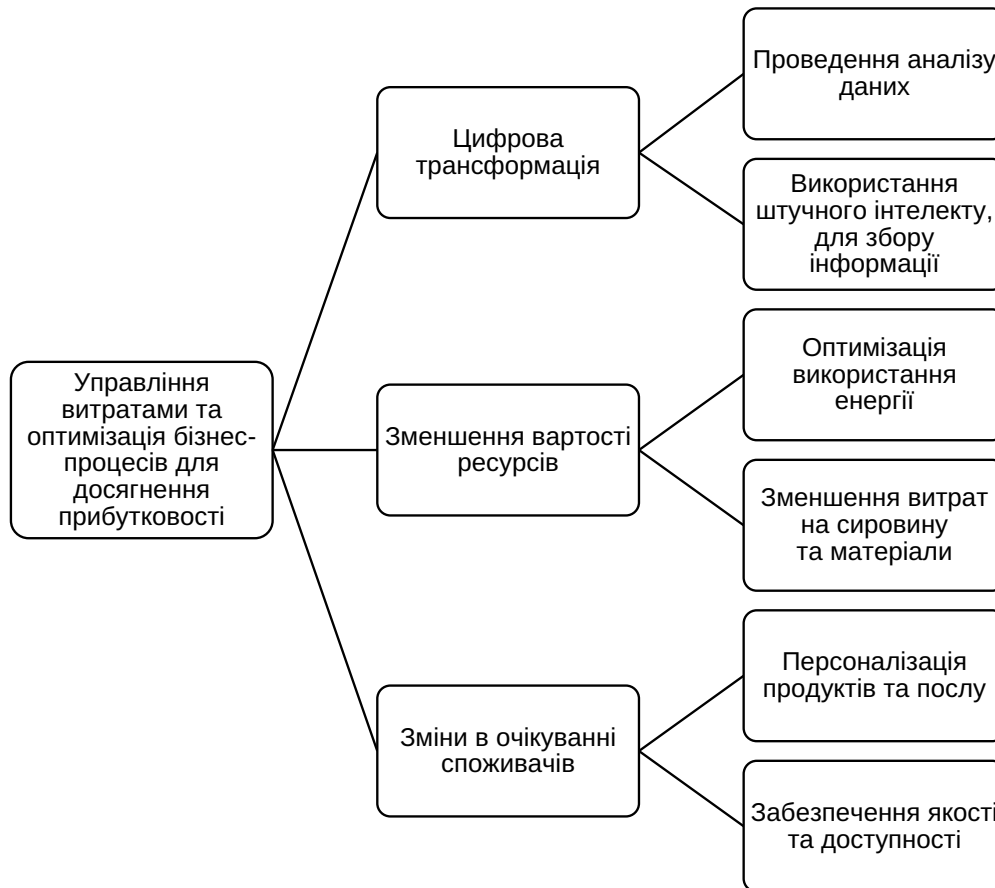 Проведення аналізу
даних
Цифрова
трансформація
Використання
штучного інтелекту,
для збору
інформації
Управління
витратами та
оптимізація бізнес-
процесів для
досягнення
прибутковості
Зменшення вартості
ресурсів
Оптимізація
використання
енергії
Зменшення витрат
на сировину
та матеріали
Зміни в очікуванні
споживачів
Персоналізація
продуктів та послу
Забезпечення якості
та доступності